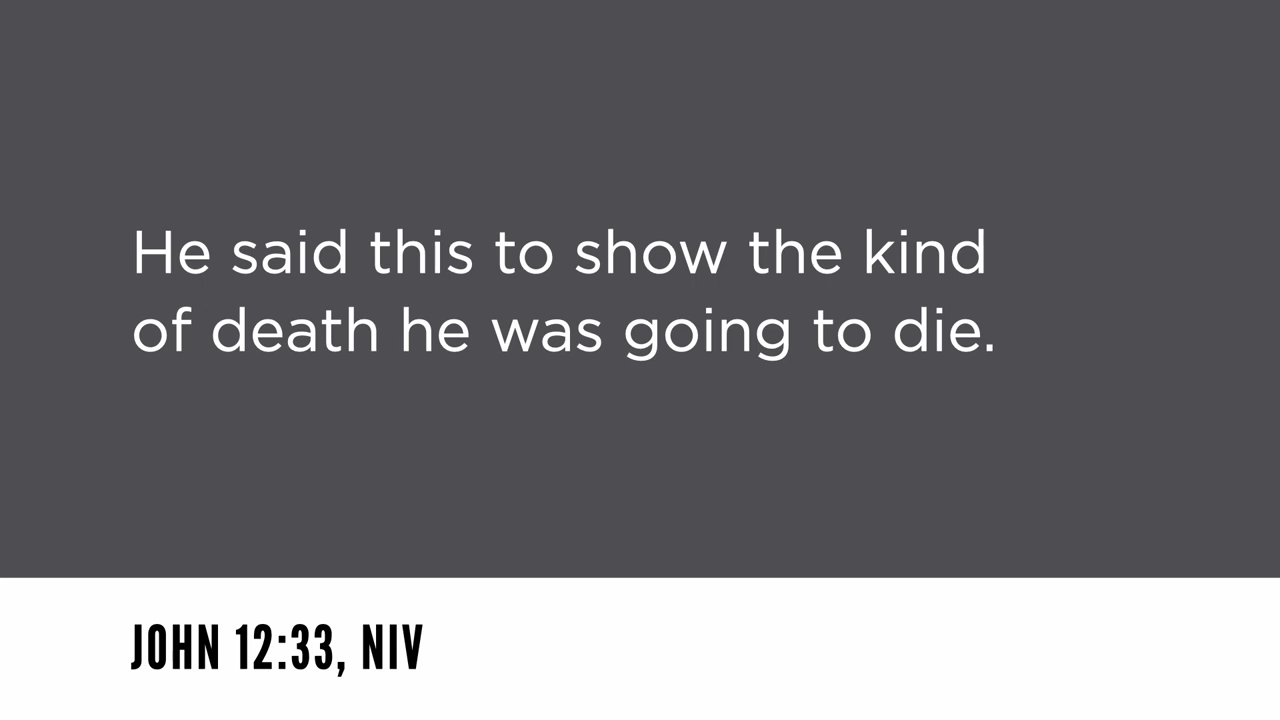 He said this to show the kind
of death he was going to die.
JOHN 12:33, NIV